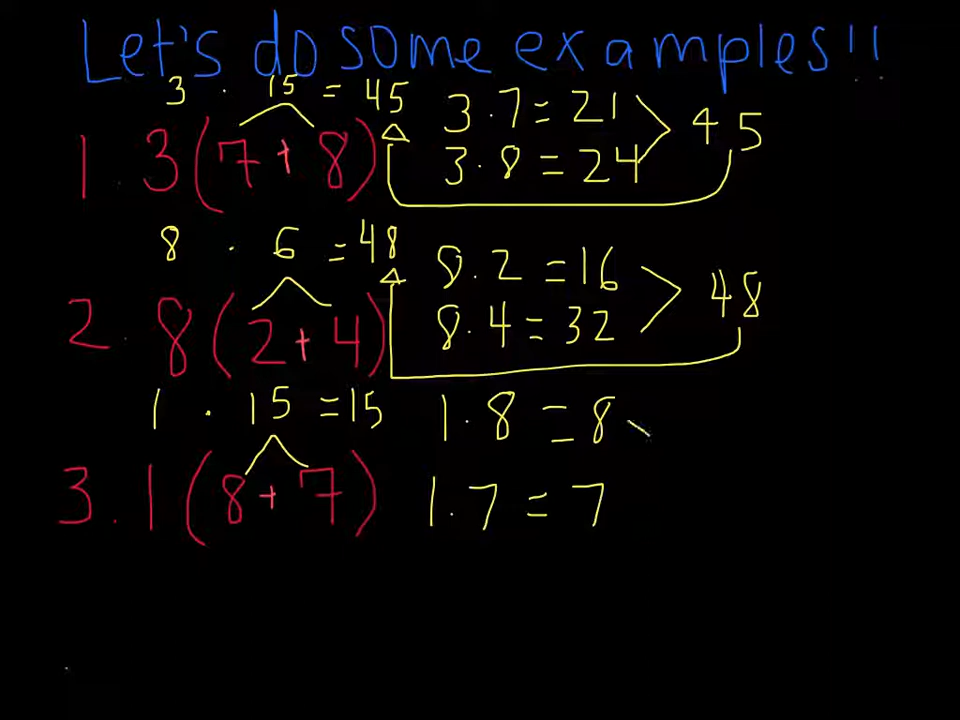 Let's do some examples!!
3 · 15 = 45
3 · 7 = 21
45
1. 3(7+8)
3 · 8 = 24
8 · 6 = 48
8 · 2 = 16
48
2. 8(2+4)
8 · 4 = 32
1 · 15 = 15
1 · 8 = 8
3. 1(8+7)
1 · 7 = 7